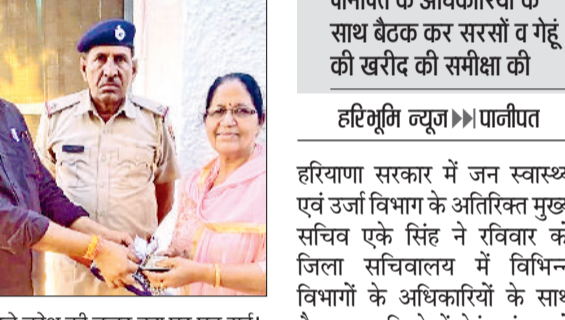 साथ बैठक कर सरसों व गेहूं
की खरीद की समीक्षा की
हरिभूमि न्यूज▶▶पानीपत
हरियाणा सरकार में जन स्वास्थ्य
एवं उर्जा विभाग के अतिरिक्त मुख्य
सचिव एके सिंह ने रविवार को
जिला सचिवालय में विभिन्न
विभागों के अधिकारियों के साथ